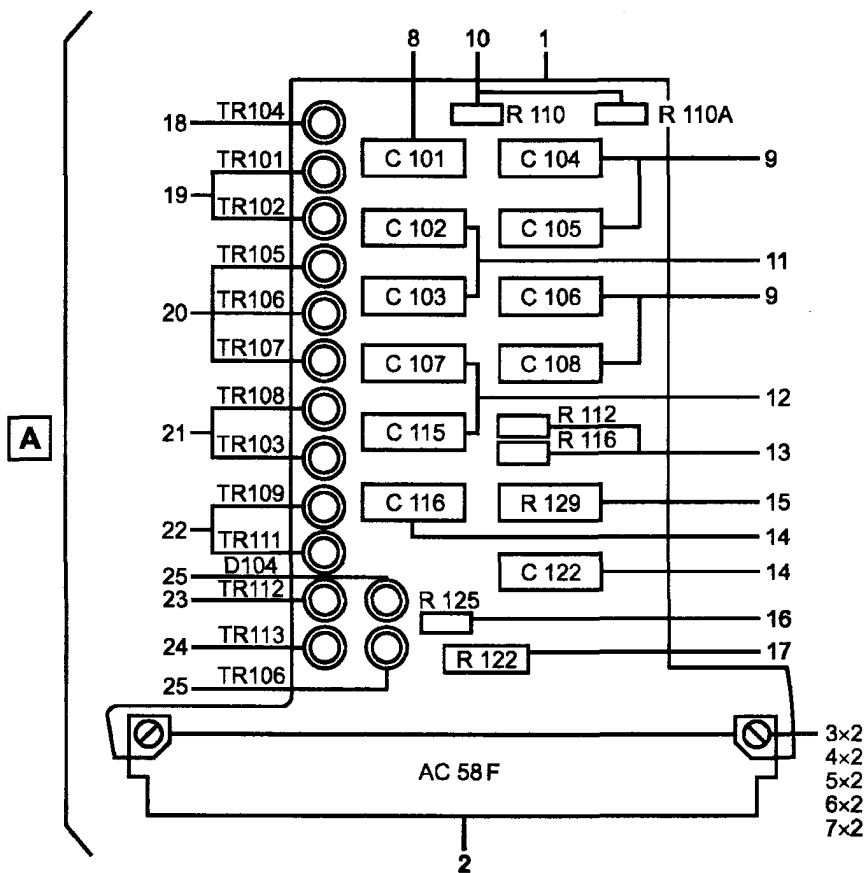 8 10 1
18 TR104 R 110 R 110A
TR101 C 101 C 104 9
19
TR102 C 102 C 105
TR105 11
20 TR106 C 103 C 106 9
TR107 C 107 C 108
TR108 12
21 R 112
TR103 C 115 R 116 13
A
TR109 C 116 R 129 15
22 14
TR111
25 D104 C 122 14
23 TR112 R 125 16
24 TR113 R 122 17
25 TR106
3×2
4×2
AC 58 F 5×2
6×2
7×2
2